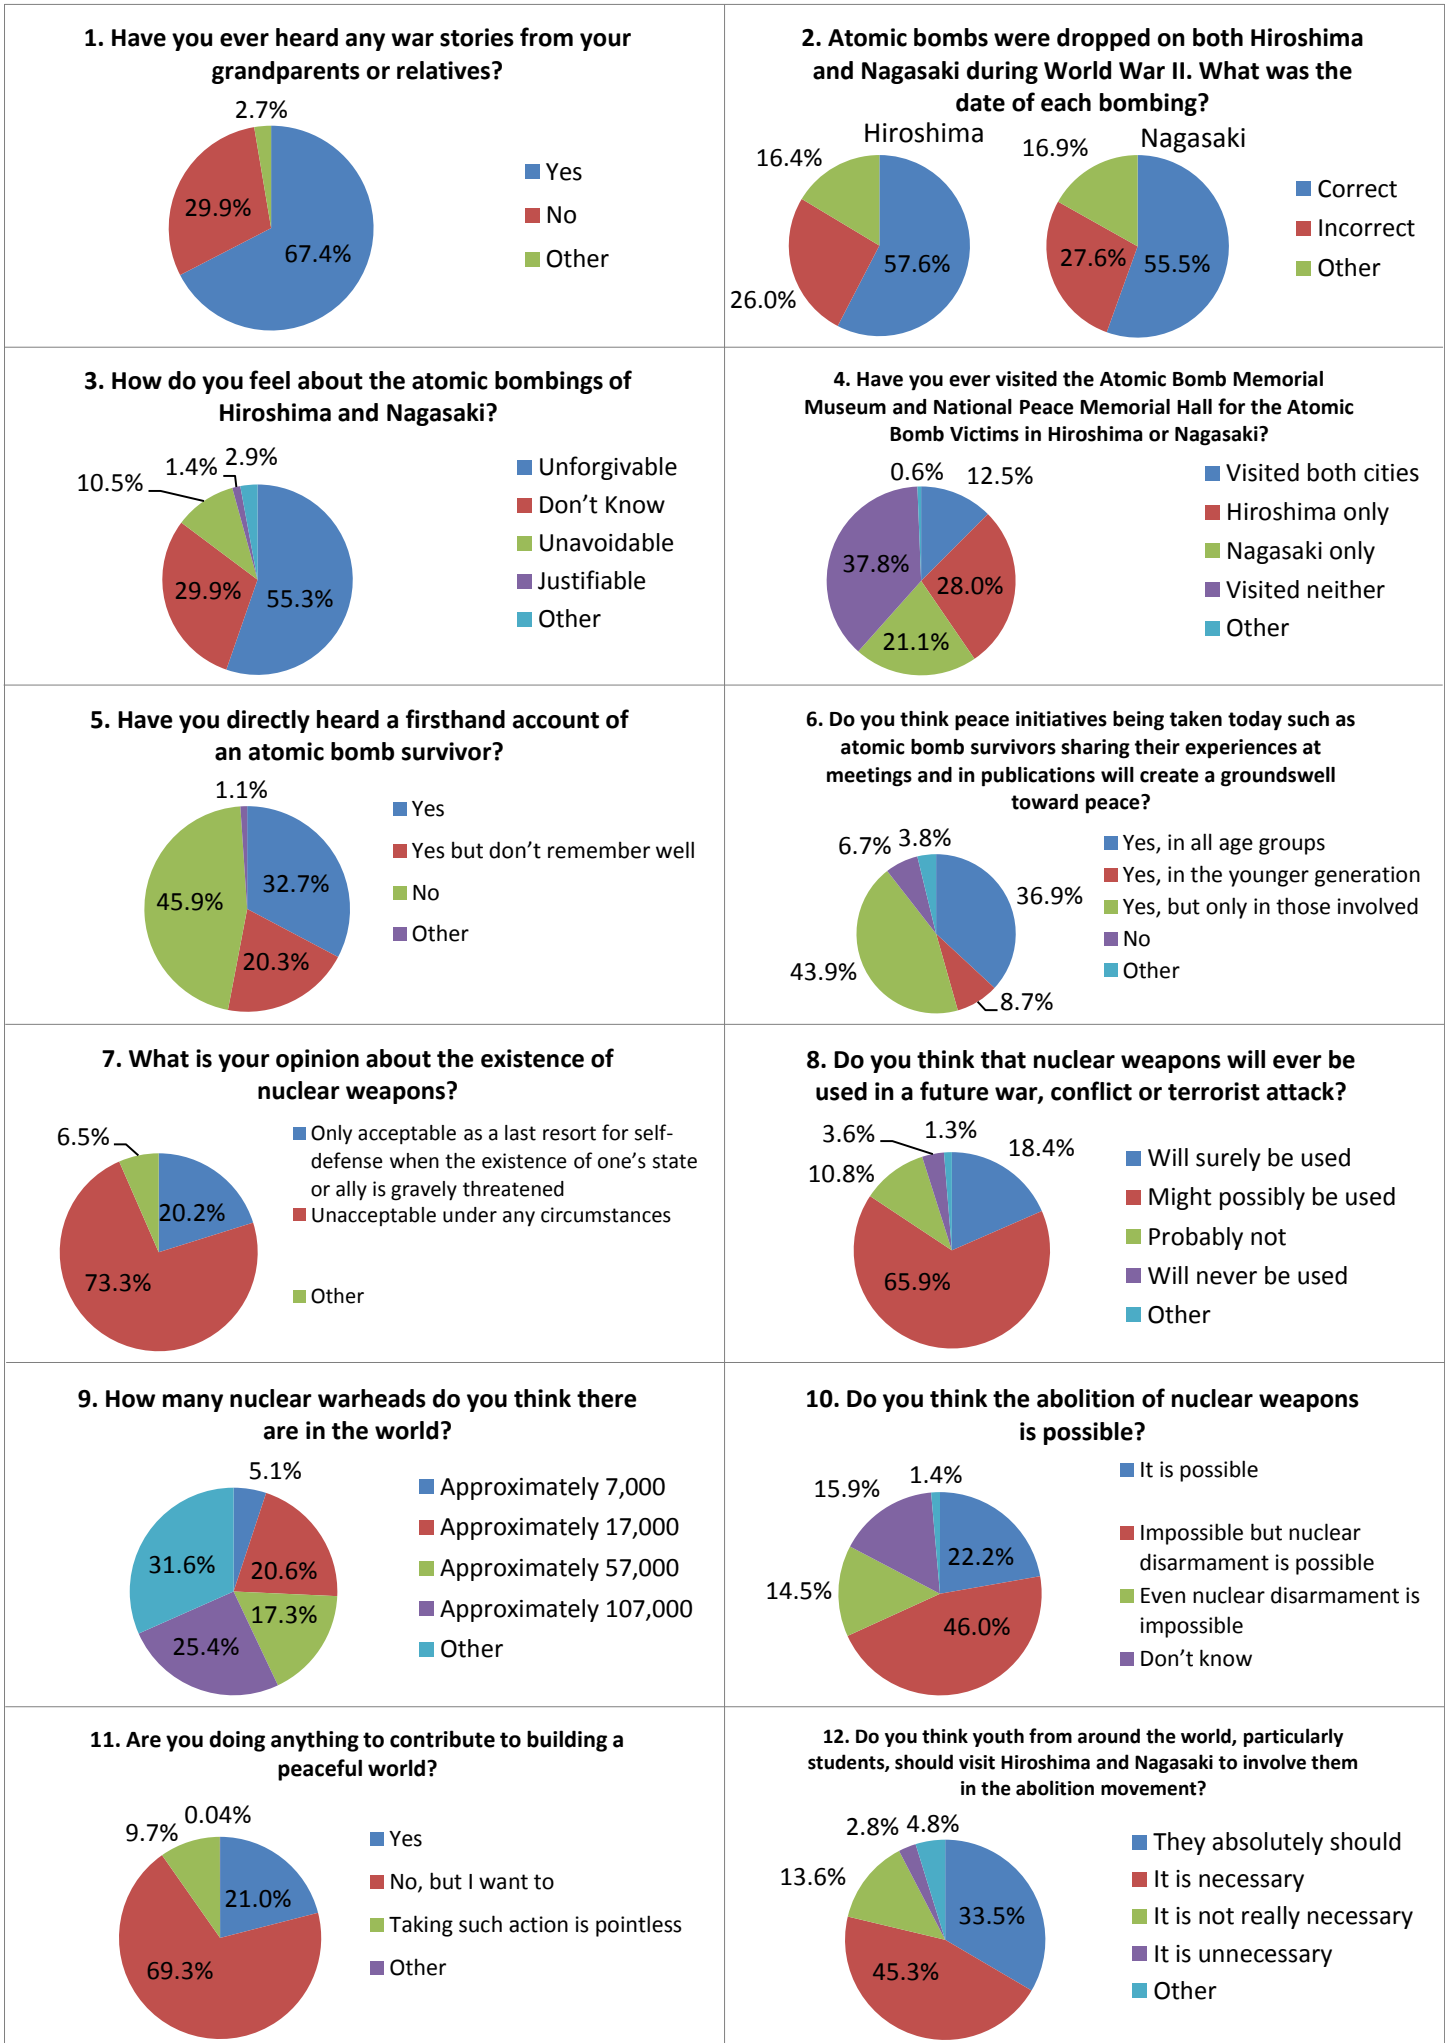 1. Have you ever heard any war stories from your
grandparents or relatives?
2.7%
29.9%
67.4%
Yes
No
Other
2. Atomic bombs were dropped on both Hiroshima
and Nagasaki during World War II. What was the
date of each bombing?
Hiroshima
16.4%
57.6%
26.0%
Nagasaki
16.9%
27.6%
55.5%
Correct
Incorrect
Other
3. How do you feel about the atomic bombings of
Hiroshima and Nagasaki?
1.4%
2.9%
10.5%
29.9%
55.3%
Unforgivable
Don't Know
Unavoidable
Justifiable
Other
4. Have you ever visited the Atomic Bomb Memorial
Museum and National Peace Memorial Hall for the Atomic
Bomb Victims in Hiroshima or Nagasaki?
0.6%
12.5%
37.8%
28.0%
21.1%
Visited both cities
Hiroshima only
Nagasaki only
Visited neither
Other
5. Have you directly heard a firsthand account of
an atomic bomb survivor?
1.1%
32.7%
45.9%
20.3%
Yes
Yes but don't remember well
No
Other
6. Do you think peace initiatives being taken today such as
atomic bomb survivors sharing their experiences at
meetings and in publications will create a groundswell
toward peace?
6.7%
3.8%
36.9%
43.9%
8.7%
Yes, in all age groups
Yes, in the younger generation
Yes, but only in those involved
No
Other
7. What is your opinion about the existence of
nuclear weapons?
6.5%
20.2%
73.3%
Only acceptable as a last resort for self-
defense when the existence of one's state
or ally is gravely threatened
Unacceptable under any circumstances
Other
8. Do you think that nuclear weapons will ever be
used in a future war, conflict or terrorist attack?
3.6%
1.3%
18.4%
10.8%
65.9%
Will surely be used
Might possibly be used
Probably not
Will never be used
Other
9. How many nuclear warheads do you think there
are in the world?
5.1%
31.6%
20.6%
17.3%
25.4%
Approximately 7,000
Approximately 17,000
Approximately 57,000
Approximately 107,000
Other
10. Do you think the abolition of nuclear weapons
is possible?
15.9%
1.4%
22.2%
14.5%
46.0%
It is possible
Impossible but nuclear
disarmament is possible
Even nuclear disarmament is
impossible
Don't know
11. Are you doing anything to contribute to building a
peaceful world?
0.04%
9.7%
21.0%
69.3%
Yes
No, but I want to
Taking such action is pointless
Other
12. Do you think youth from around the world, particularly
students, should visit Hiroshima and Nagasaki to involve them
in the abolition movement?
2.8%
4.8%
13.6%
33.5%
45.3%
They absolutely should
It is necessary
It is not really necessary
It is unnecessary
Other